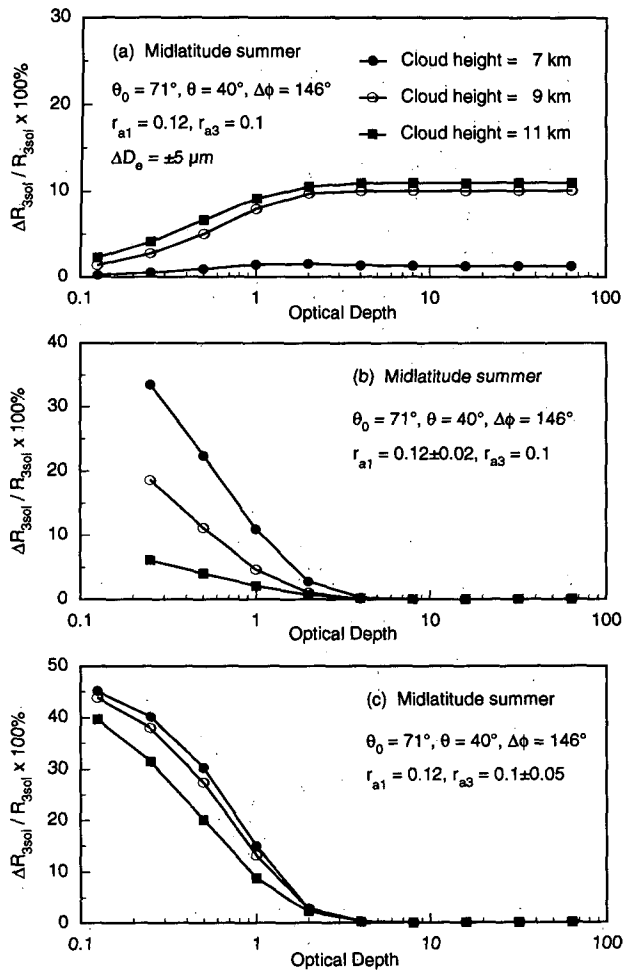 30
20
10
0
ΔR3sol / R3sol x 100%
(a) Midlatitude summer
θ0 = 71°, θ = 40°, Δϕ = 146°
ra1 = 0.12, ra3 = 0.1
ΔDe = ±5 µm
Cloud height = 7 km
Cloud height = 9 km
Cloud height = 11 km
0.1 1 10 100
Optical Depth
40
30
20
10
0
ΔR3sol / R3sol x 100%
(b) Midlatitude summer
θ0 = 71°, θ = 40°, Δϕ = 146°
ra1 = 0.12±0.02, ra3 = 0.1
0.1 1 10 100
Optical Depth
50
40
30
20
10
0
ΔR3sol / R3sol x 100%
(c) Midlatitude summer
θ0 = 71°, θ = 40°, Δϕ = 146°
ra1 = 0.12, ra3 = 0.1±0.05
0.1 1 10 100
Optical Depth